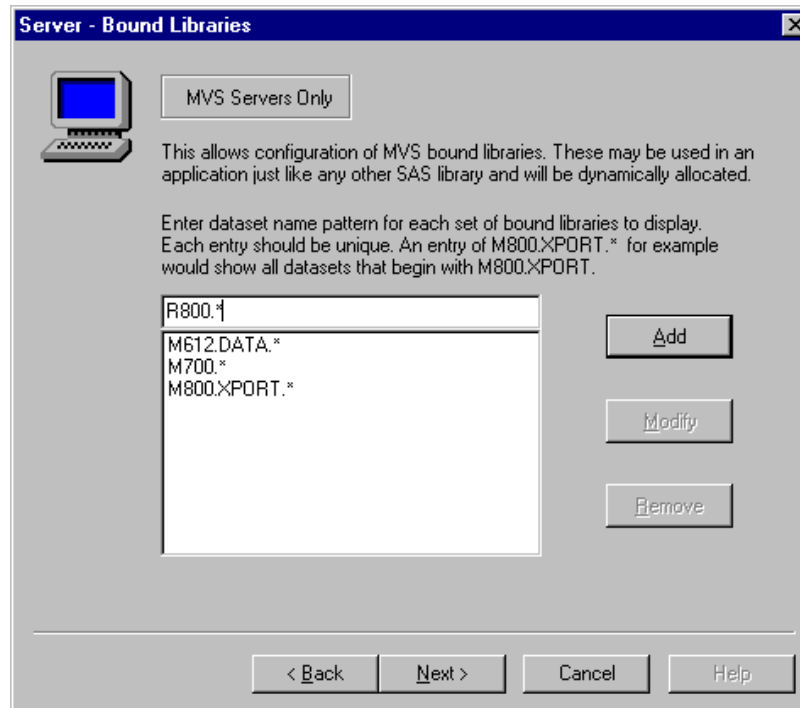 Server - Bound Libraries
MVS Servers Only
This allows configuration of MVS bound libraries. These may be used in an
application just like any other SAS library and will be dynamically allocated.
Enter dataset name pattern for each set of bound libraries to display.
Each entry should be unique. An entry of M800.XPORT.* for example
would show all datasets that begin with M800.XPORT.
R800.*
Add
M612.DATA.*
M700.*
M800.XPORT.*
Modify
Remove
< Back
Next >
Cancel
Help